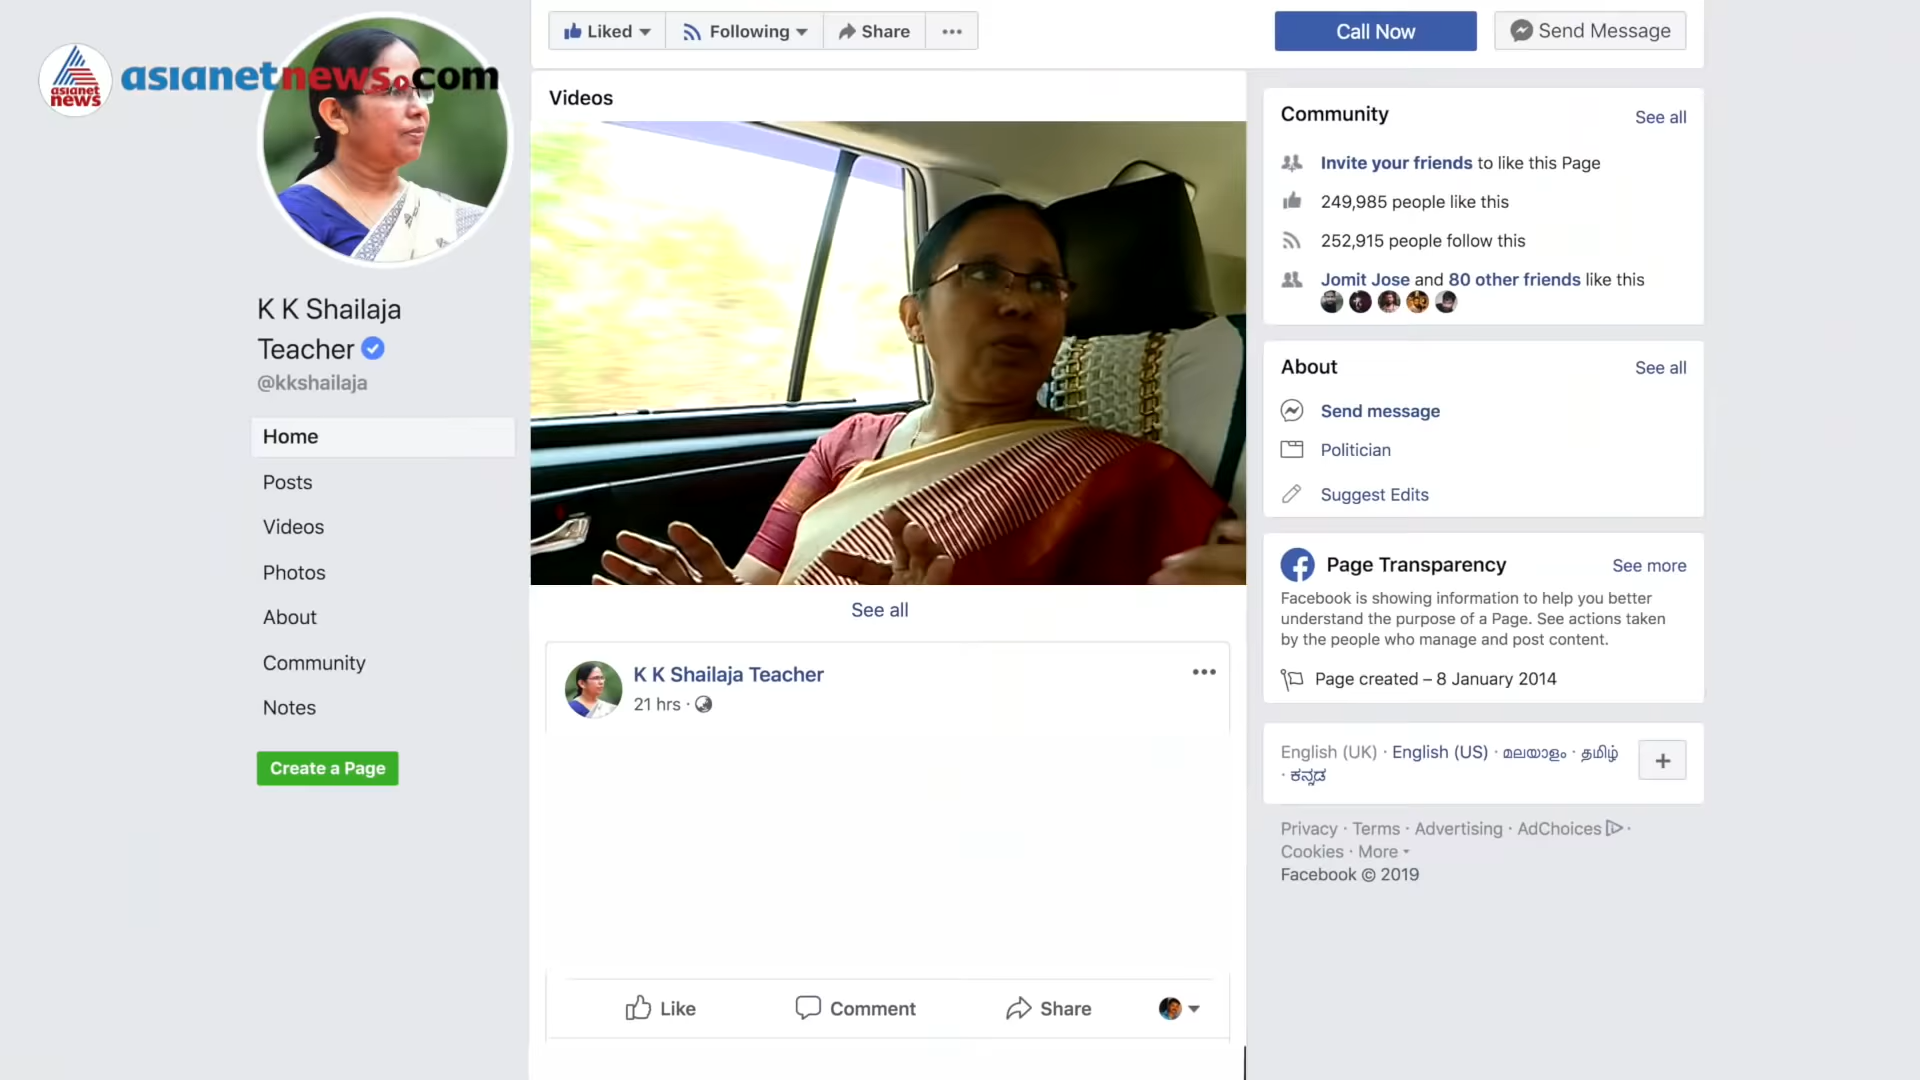 asianet news
asianetnews.com
K K Shailaja
Teacher
@kkshailaja
Home
Posts
Videos
Photos
About
Community
Notes
Create a Page
Liked
Following
Share
Call Now
Send Message
Videos
See all
K K Shailaja Teacher
21 hrs ·
Like
Comment
Share
Community
See all
Invite your friends to like this Page
249,985 people like this
252,915 people follow this
Jomit Jose and 80 other friends like this
About
See all
Send message
Politician
Suggest Edits
Page Transparency
See more
Facebook is showing information to help you better
understand the purpose of a Page. See actions taken
by the people who manage and post content.
Page created – 8 January 2014
English (UK) · English (US) · മലയാളം · தமிழ்
· ಕನ್ನಡ
Privacy · Terms · Advertising · AdChoices ·
Cookies · More
Facebook © 2019